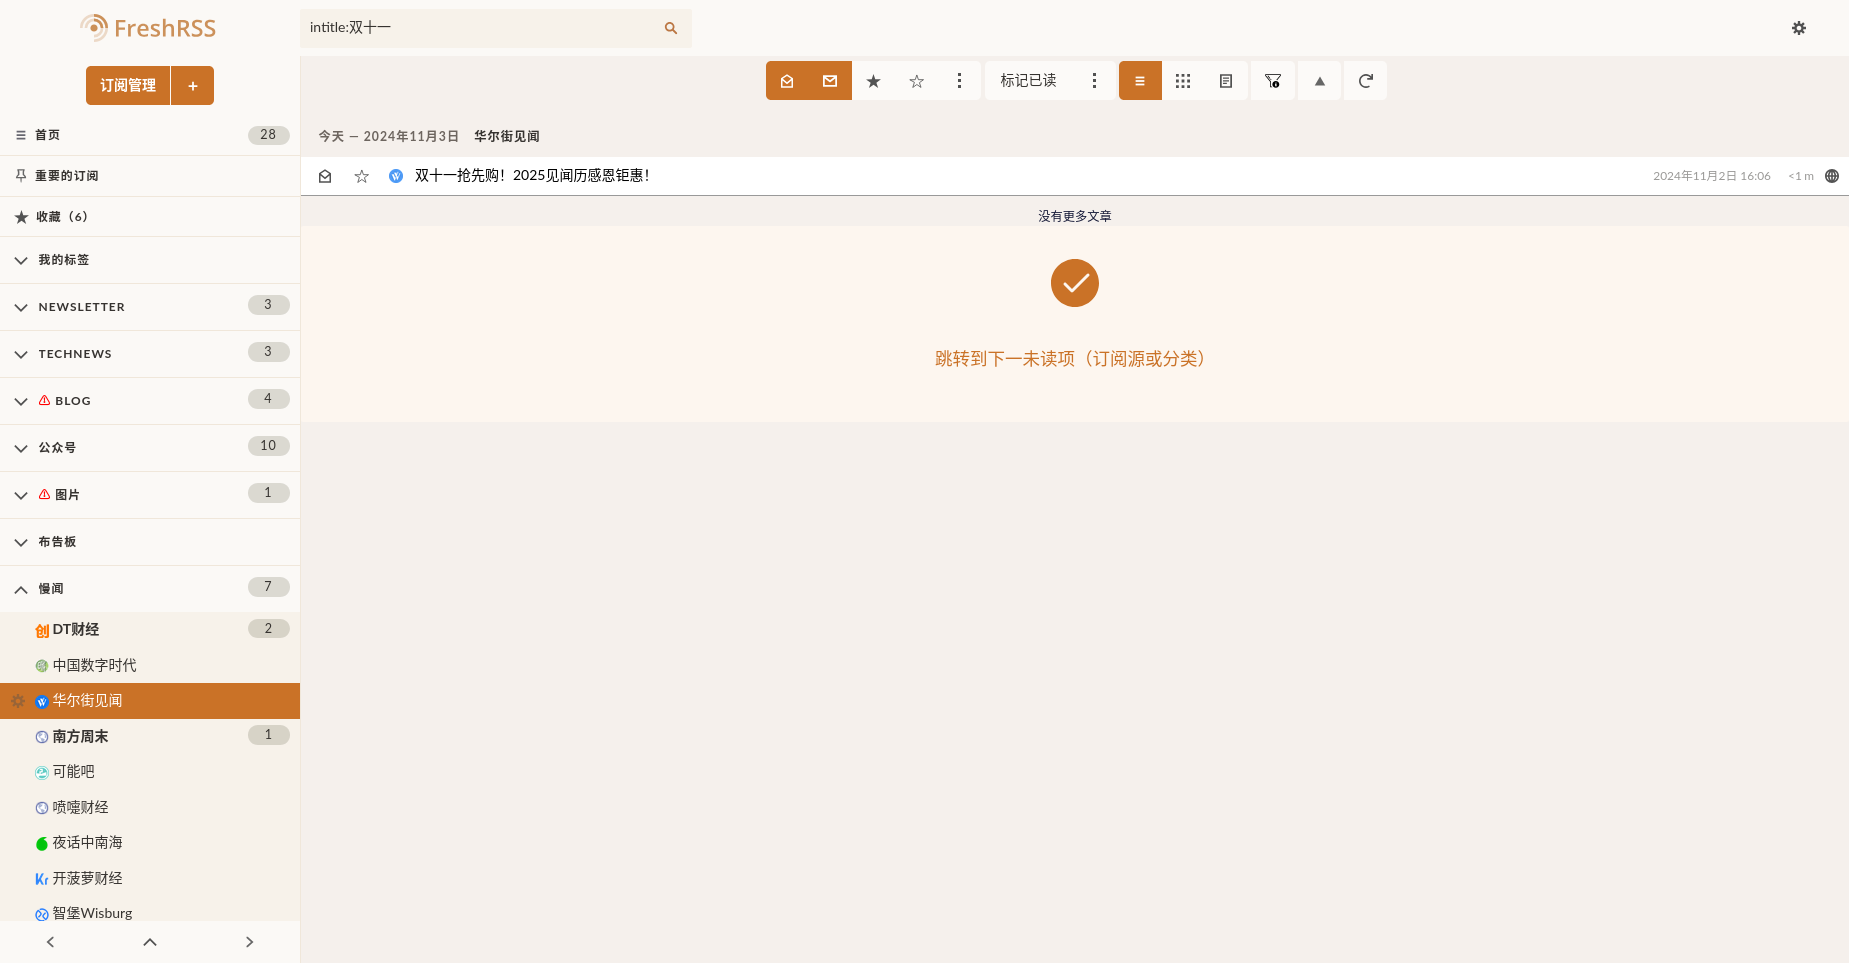 FreshRSS
intitle:双十一
订阅管理
+
标记已读
首页 28
重要的订阅
收藏（6）
我的标签
NEWSLETTER 3
TECHNEWS 3
BLOG 4
公众号 10
图片 1
布告板
慢闻 7
DT财经 2
中国数字时代
华尔街见闻
南方周末 1
可能吧
喷嚏财经
夜话中南海
开菠萝财经
智堡Wisburg
今天 — 2024年11月3日 华尔街见闻
双十一抢先购！2025见闻历感恩钜惠！ 2024年11月2日 16:06 <1 m
没有更多文章
跳转到下一未读项（订阅源或分类）